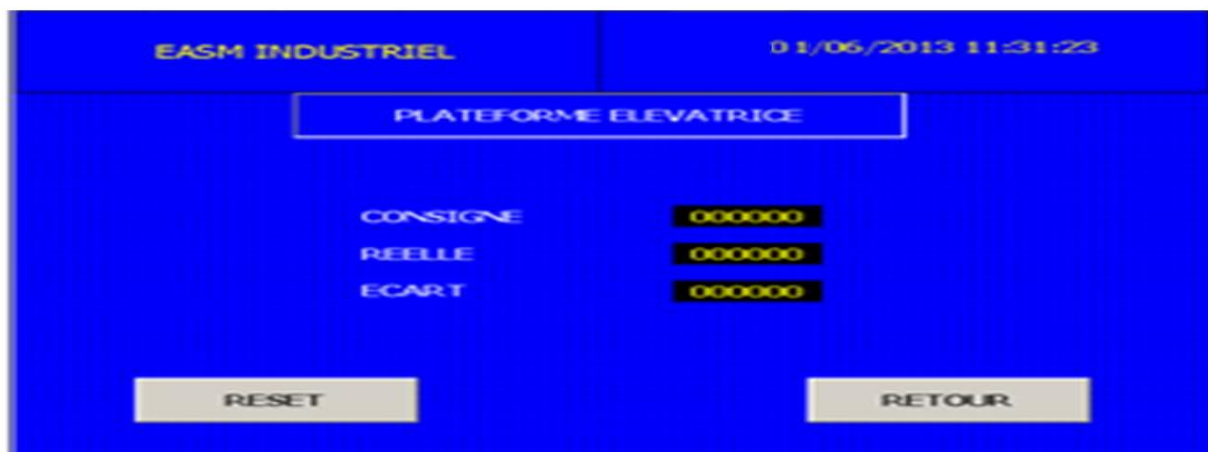 EASM INDUSTRIEL
01/06/2013 11:31:23
PLATEFORME ELEVATRICE
CONSIGNE 000000
REELLE 000000
ECART 000000
RESET
RETOUR